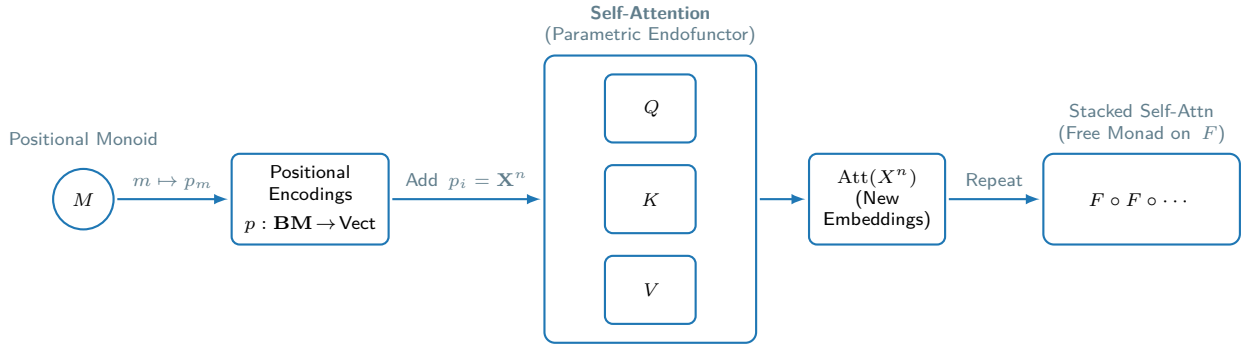 Positional Monoid
M
m ↦ p_m
Positional
Encodings
p : BM → Vect
Add p_i = X^n
Self-Attention
(Parametric Endofunctor)
Q
K
V
Att(X^n)
(New
Embeddings)
Repeat
Stacked Self-Attn
(Free Monad on F)
F ∘ F ∘ ⋯